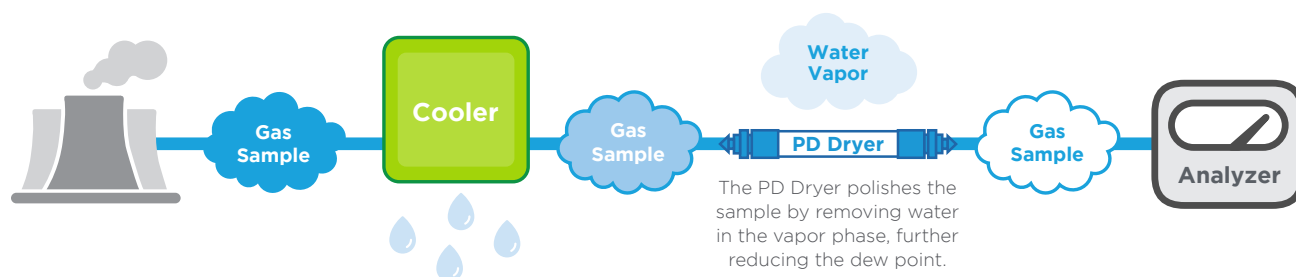 Gas
Sample
Cooler
Gas
Sample
Water
Vapor
PD Dryer
The PD Dryer polishes the
sample by removing water
in the vapor phase, further
reducing the dew point.
Gas
Sample
Analyzer